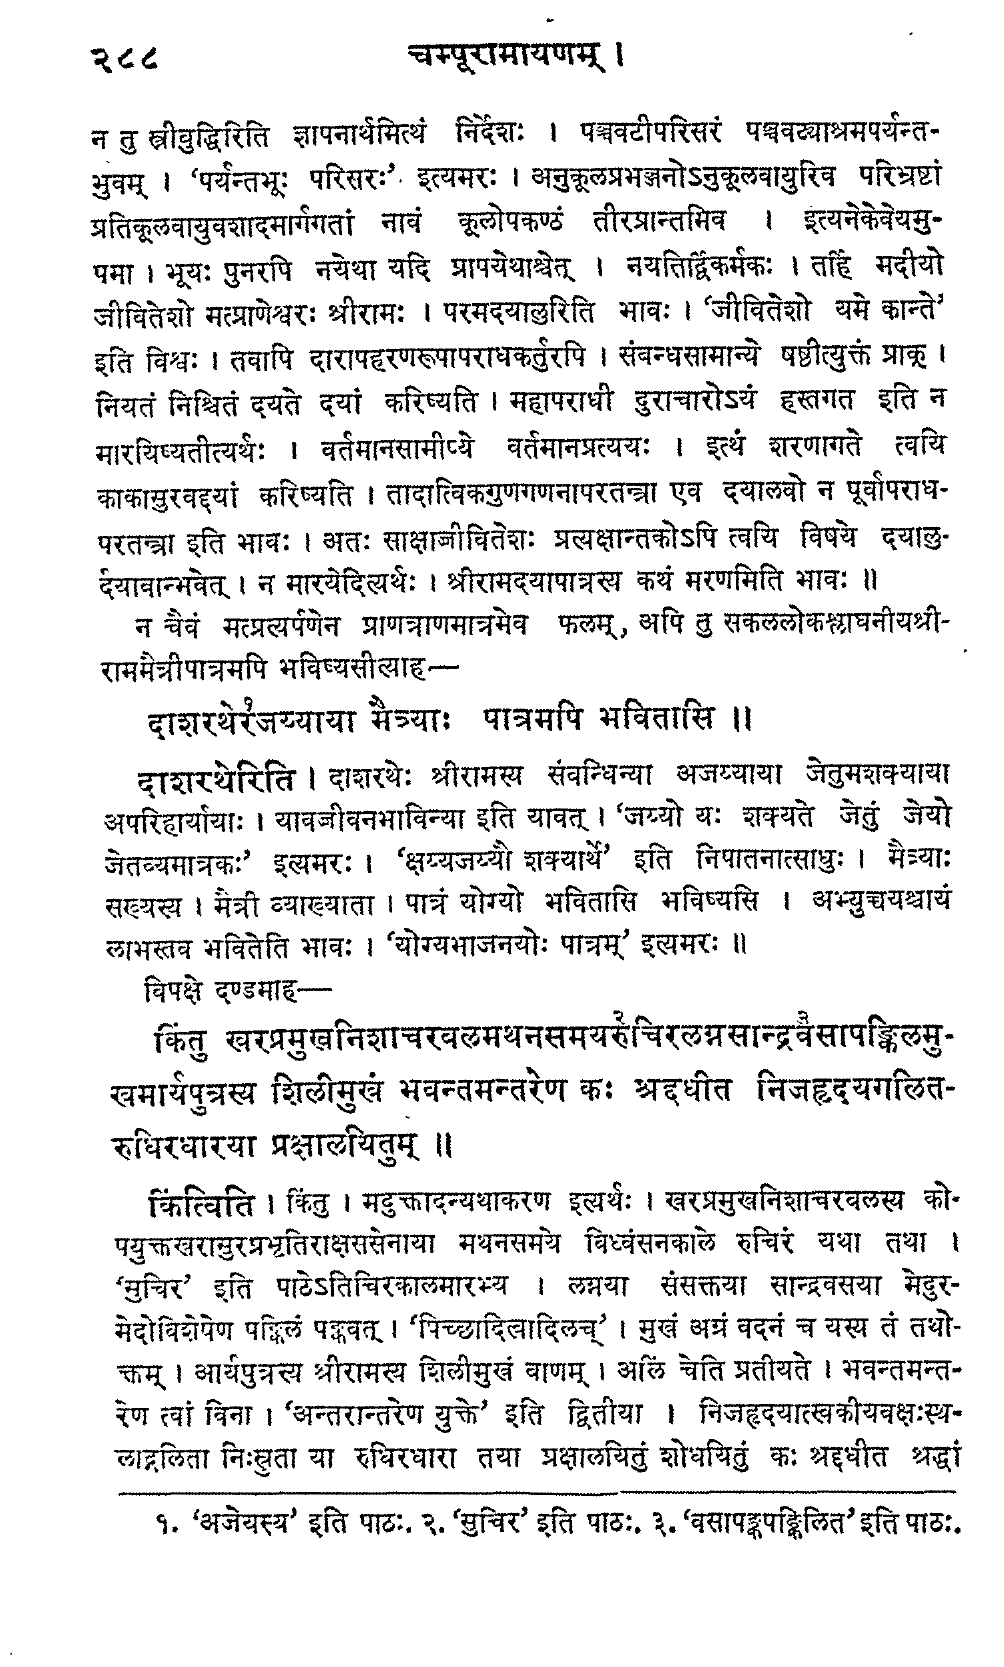 २८८ चम्पूरामायणम् ।
न तु स्त्रीबुद्धिरिति ज्ञापनार्थमित्थं निर्देशः । पञ्चवटीपरिसरं पञ्चवट्याश्रमपर्यन्त-
भुवम् । ‘पर्यन्तभूः परिसरः’ इत्यमरः । अनुकूलप्रभञ्जनोऽनुकूलवायुरिव परिभ्रष्टां
प्रतिकूलवायुवशादमार्गगतां नावं कूलोपकण्ठं तीरप्रान्तमिव । इत्यनेकेवेयमु-
पमा । भूयः पुनरपि नयेथा यदि प्रापयेथाश्चेत् । नयतिर्द्विकर्मकः । तर्हि मदीयो
जीवितेशो मत्प्राणेश्वरः श्रीरामः । परमदयालुरिति भावः । ‘जीवितेशो यमे कान्ते’
इति विश्वः । तवापि दारापहरणरूपापराधकर्तुरपि । संबन्धसामान्ये षष्ठीत्युक्तं प्राक् ।
नियतं निश्चितं दयते दयां करिष्यति । महापराधी दुराचारोऽयं हस्तगत इति न
मारयिष्यतीत्यर्थः । वर्तमानसामीप्ये वर्तमानप्रत्ययः । इत्थं शरणागते त्वयि
काकासुरवद्दयां करिष्यति । तादात्विकगुणगणनापरतन्त्रा एव दयालवो न पूर्वापराध-
परतन्त्रा इति भावः । अतः साक्षाज्जीवितेशः प्रत्यक्षान्तकोऽपि त्वयि विषये दयालु-
र्दयावान्भवेत् । न मारयेदित्यर्थः । श्रीरामदयापात्रस्य कथं मरणमिति भावः ॥
न चैवं मत्प्रत्यर्पणेन प्राणत्राणमात्रमेव फलम्, अपि तु सकललोकश्लाघनीयश्री-
राममैत्रीपात्रमपि भविष्यसीत्याह—
दाशरथेरजय्याया१ मैत्र्याः पात्रमपि भवितासि ॥
दाशरथेरिति । दाशरथेः श्रीरामस्य संबन्धिन्या अजय्याया जेतुमशक्याया
अपरिहार्यायाः । यावज्जीवनभाविन्या इति यावत् । ‘जय्यो यः शक्यते जेतुं जेयो
जेतव्यमात्रकः’ इत्यमरः । ‘क्षय्यजय्यौ शक्यार्थे’ इति निपातनात्साधुः । मैत्र्याः
सख्यस्य । मैत्री व्याख्याता । पात्रं योग्यो भवितासि भविष्यसि । अभ्युच्चयश्चायं
लाभस्तव भवितेति भावः । ‘योग्यभाजनयोः पात्रम्’ इत्यमरः ॥
विपक्षे दण्डमाह—
किंतु खरप्रमुखनिशाचरबलमथनसमयरु२चिरलग्नसान्द्रव३सापङ्किलमु-
खमार्यपुत्रस्य शिलीमुखं भवन्तमन्तरेण कः श्रद्दधीत निजहृदयगलित-
रुधिरधारया प्रक्षालयितुम् ॥
किंत्विति । किंतु । मदुक्तादन्यथाकरण इत्यर्थः । खरप्रमुखनिशाचरबलस्य को-
पयुक्तखरासुरप्रभृतिराक्षससेनाया मथनसमये विध्वंसनकाले रुचिरं यथा तथा ।
‘सुचिर’ इति पाठेऽतिचिरकालमारभ्य । लग्नया संसक्तया सान्द्रवसया मेदुर-
मेदोविशेषेण पङ्किलं पङ्कवत् । ‘पिच्छादित्वादिलच्’ । मुखं अग्रं वदनं च यस्य तं तथो-
क्तम् । आर्यपुत्रस्य श्रीरामस्य शिलीमुखं बाणम् । अलिं चेति प्रतीयते । भवन्तमन्त-
रेण त्वां विना । ‘अन्तरान्तरेण युक्ते’ इति द्वितीया । निजहृदयात्स्वकीयवक्षःस्थ-
लाद्गलिता निःस्रुता या रुधिरधारा तया प्रक्षालयितुं शोधयितुं कः श्रद्दधीत श्रद्धां
१. ‘अजेयस्य’ इति पाठः. २. ‘सुचिर’ इति पाठः. ३. ‘वसापङ्कपङ्किलित’ इति पाठः.